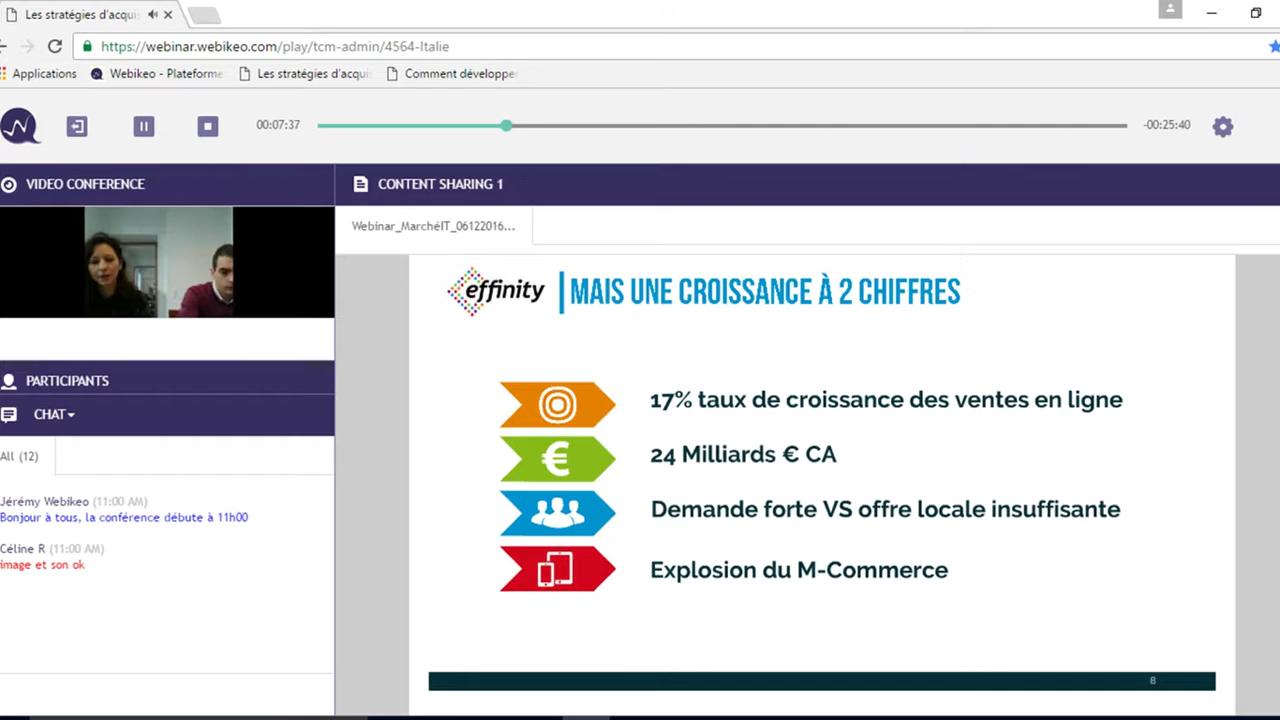 Les stratégies d'acquis
https://webinar.webikeo.com/play/tcm-admin/4564-Italie
Applications
Webikeo - Plateforme
Les stratégies d'acquis
Comment développer
00:07:37
-00:25:40
VIDEO CONFERENCE
CONTENT SHARING 1
Webinar_MarchéIT_06122016...
effinity
MAIS UNE CROISSANCE À 2 CHIFFRES
17% taux de croissance des ventes en ligne
24 Milliards € CA
Demande forte VS offre locale insuffisante
Explosion du M-Commerce
8
PARTICIPANTS
CHAT
All (12)
Jérémy Webikeo (11:00 AM)
Bonjour à tous, la conférence débute à 11h00
Céline R (11:00 AM)
image et son ok